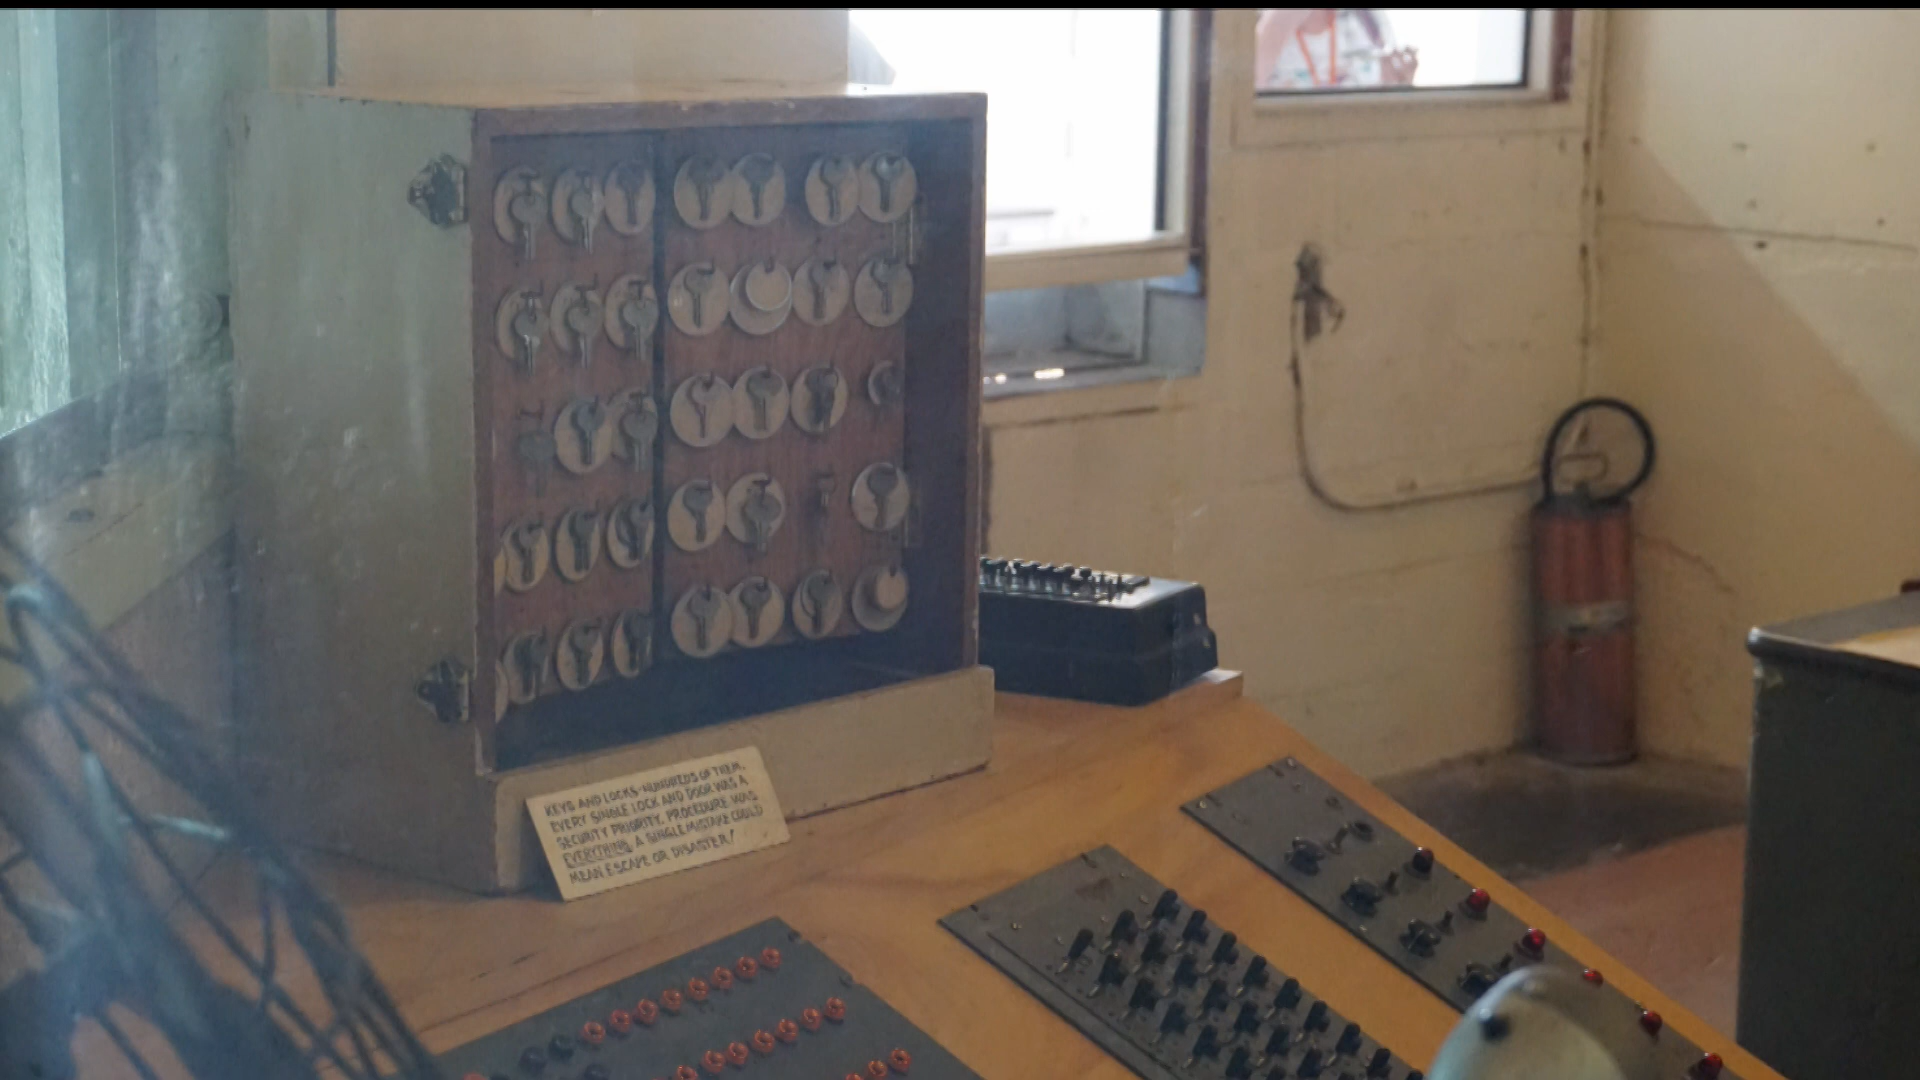 KEYS AND LOCKS-HUNDREDS OF THEM.
EVERY SINGLE LOCK AND DOOR WAS A
SECURITY PRIORITY. PROCEDURE WAS
EVERYTHING. A SINGLE MISTAKE COULD
MEAN ESCAPE OR DISASTER!